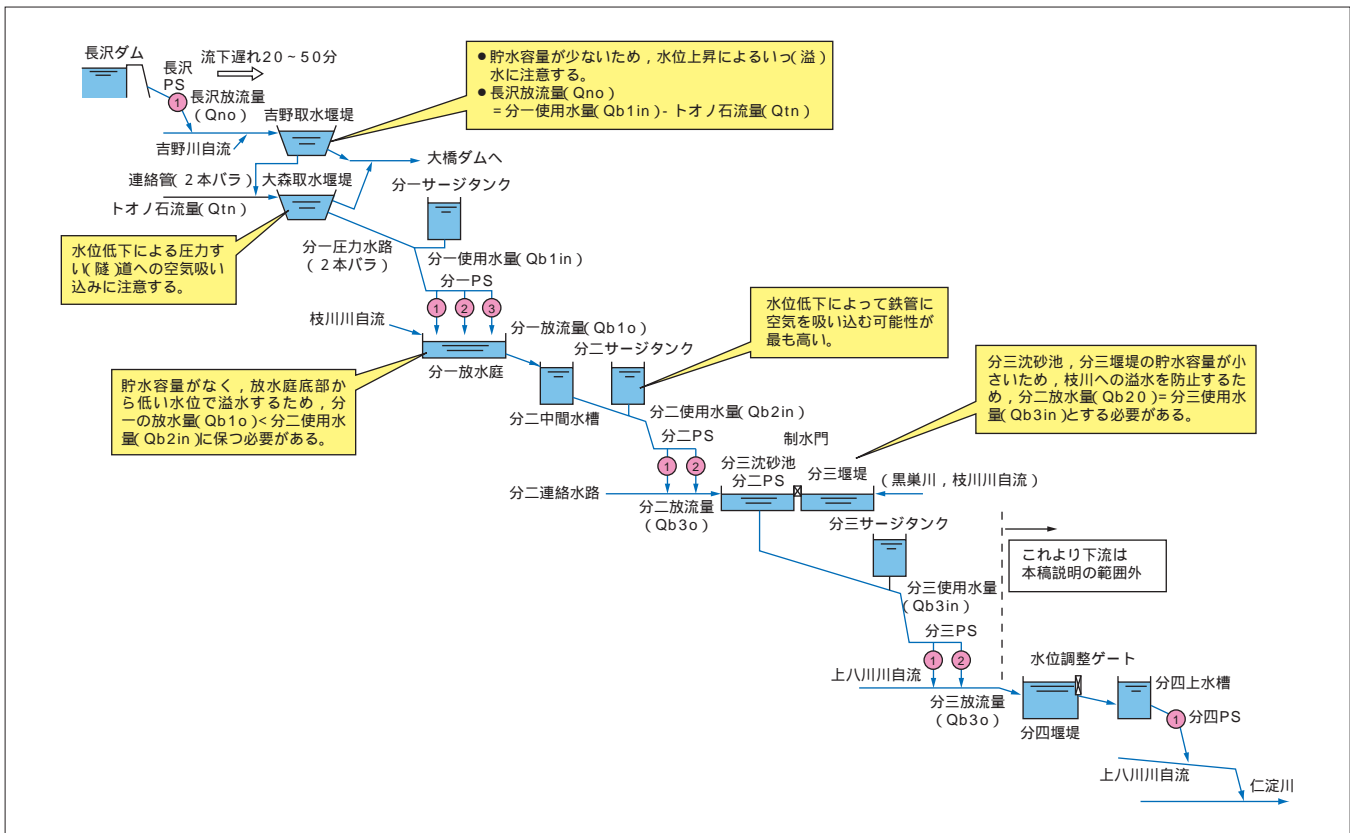 長沢ダム
流下遅れ20~50分
長沢
PS
1
長沢放流量
(Qno)
吉野取水堰堤
吉野川自流
● 貯水容量が少ないため,水位上昇によるいっ(溢)
水に注意する。
● 長沢放流量(Qno)
=分一使用水量(Qb1in)-トオノ石流量(Qtn)
大橋ダムへ
連絡管(2本バラ)
大森取水堰堤
トオノ石流量(Qtn)
分一サージタンク
水位低下による圧力す
い(隧)道への空気吸い
込みに注意する。
分一圧力水路
(2本バラ)
分一使用水量(Qb1in)
分一PS
1
2
3
枝川川自流
分一放流量(Qb1o)
分一放水庭
水位低下によって鉄管に
空気を吸い込む可能性が
最も高い。
分二サージタンク
貯水容量がなく,放水庭底部か
ら低い水位で溢水するため,分
一の放水量(Qb1o)<分二使用水
量(Qb2in)に保つ必要がある。
分二中間水槽
分二使用水量(Qb2in)
分二PS
1
2
分三沈砂池,分三堰堤の貯水容量が小
さいため,枝川への溢水を防止するた
め,分二放水量(Qb20)=分三使用水
量(Qb3in)とする必要がある。
制水門
分三沈砂池
分二PS
分三堰堤
(黒巣川,枝川川自流)
分二連絡水路
分二放流量
(Qb3o)
分三サージタンク
これより下流は
本稿説明の範囲外
分三使用水量
(Qb3in)
分三PS
1
2
上八川川自流
分三放流量
(Qb3o)
水位調整ゲート
分四堰堤
分四上水槽
1
分四PS
上八川川自流
仁淀川